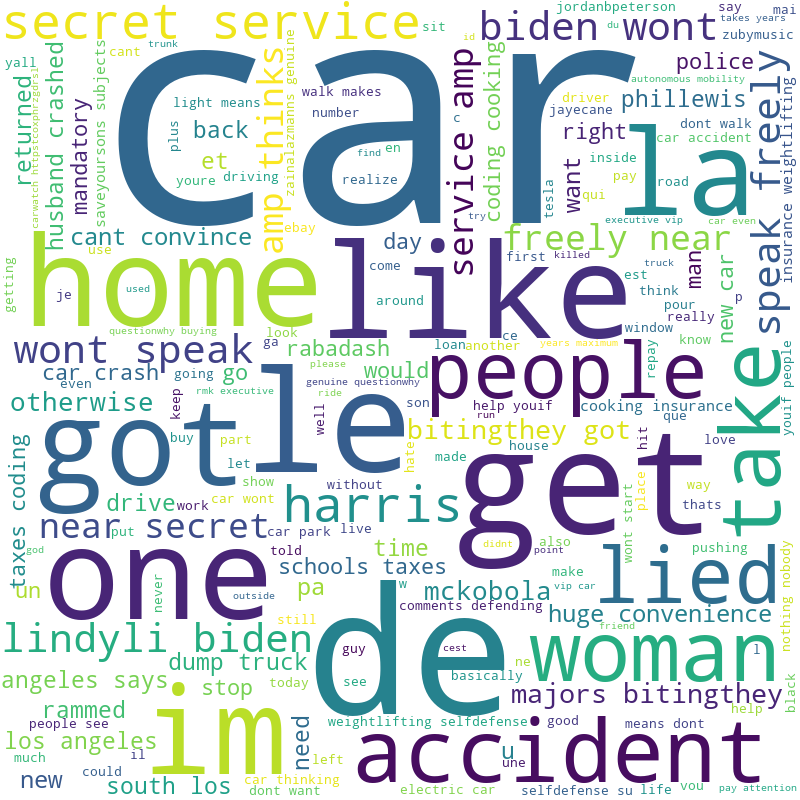 secret service
car
biden wont
jordanbpeterson
say
takes years
mai
zubymusic
sit
id
du
cant
trunk
yall
police
autonomous mobility
phillewis
husband crashed
returned
mandatory
saveyoursons subjects
light means
walk makes
number
plus
back
et
youre
driving
find
en
realize
amp thinks
zainalazmanns genuine
service amp
c
coding cooking
driver
jayecane
right
want
tesla
inside
qui
pay
dont walk
car accident
road
la
executive vip
car even
speak freely
insurance weightlifting
try
cant convince
ebay
use
getting
home
like
day
come
around
first
killed
truck
freely near
est
think
man
pour
really
new car
p
je
used
questionwhy buying
look
ga
ce
window
wont speak
rabadash
loan
another
years maximum
know
repay
car crash
going
go
please
would
people
even
rmk executive
genuine questionwhy
ride
son
help youif
run
cooking insurance
que
take
youif people
otherwise
keep
buy
part
well
got
le
bitingthey got
house
hit
love
hate
made
let
show
without
get
place
way
thats
taxes coding
drive
work
car wont
harris
near secret
put
car park
live
time
also
wont start
pushing
god
one
never
told
schools taxes
didnt
point
lied
outside
de
w
make
vip car
un
pa
mckobola
still
comments defending
huge convenience
nothing nobody
friend
lindyli biden
guy
cest
woman
l
dump truck
see
basically
ne
angeles says
stop
today
majors bitingthey
black
help
rammed
im
need
weightlifting selfdefense
good
means dont
people see
los angeles
u
accident
much
il
left
une
new
could
car thinking
south los
dont want
electric car
selfdefense su
life
vou
pay attention